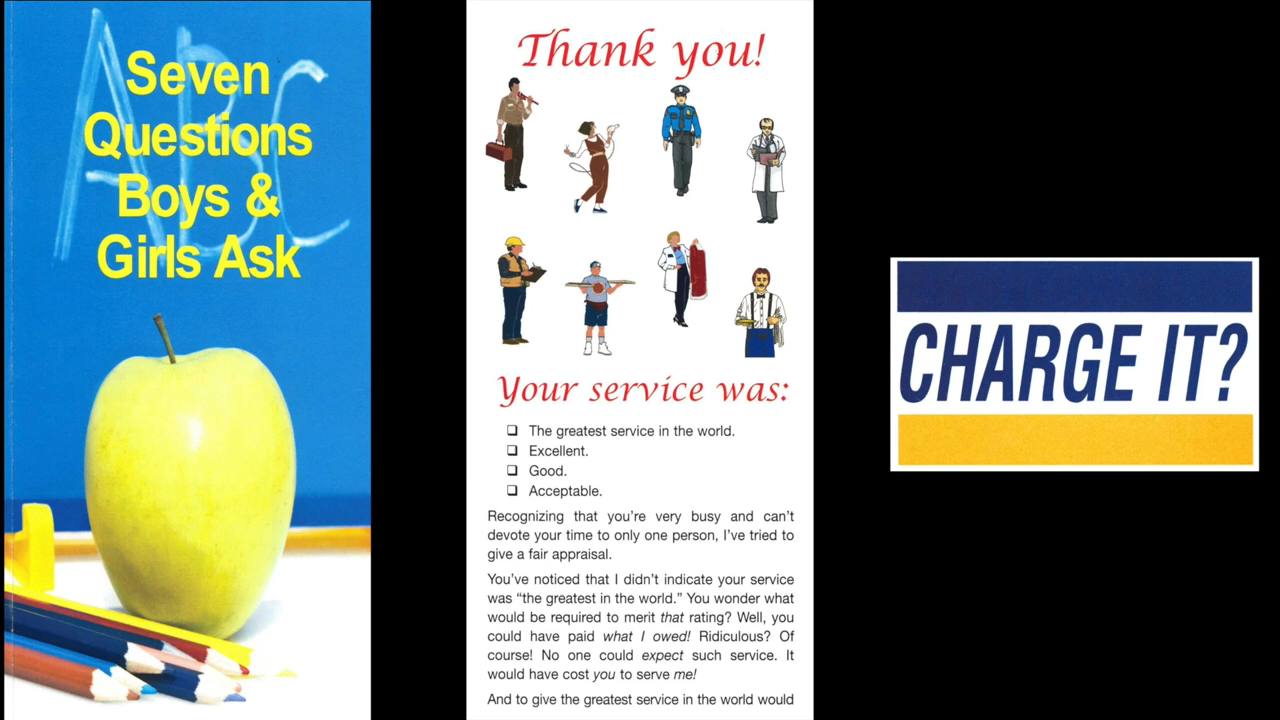 ABC
Seven
Questions
Boys &
Girls Ask
Thank you!
Your service was:
❑ The greatest service in the world.
❑ Excellent.
❑ Good.
❑ Acceptable.
Recognizing that you're very busy and can't
devote your time to only one person, I've tried to
give a fair appraisal.
You've noticed that I didn't indicate your service
was “the greatest in the world.” You wonder what
would be required to merit that rating? Well, you
could have paid what I owed! Ridiculous? Of
course! No one could expect such service. It
would have cost you to serve me!
And to give the greatest service in the world would
CHARGE IT?